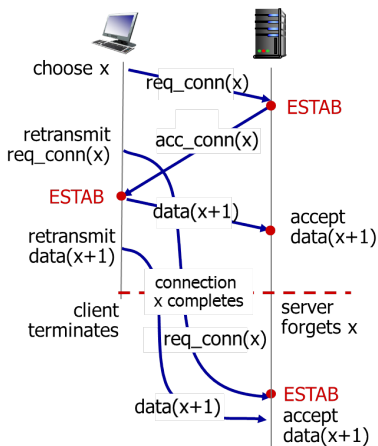 choose x
req_conn(x)
ESTAB
retransmit
req_conn(x)
acc_conn(x)
ESTAB
data(x+1)
accept
data(x+1)
retransmit
data(x+1)
connection
x completes
client
terminates
server
forgets x
req_conn(x)
ESTAB
data(x+1)
accept
data(x+1)